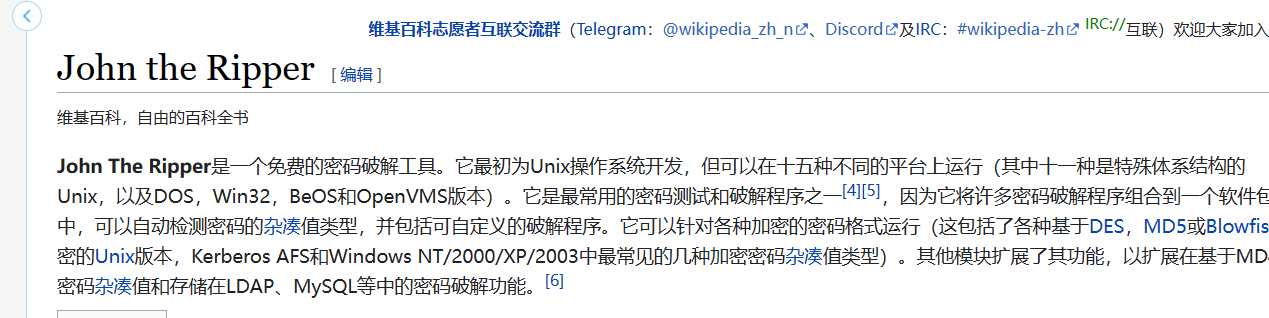 维基百科志愿者互联交流群（Telegram：@wikipedia_zh_n、Discord及IRC：#wikipedia-zh IRC://互联）欢迎大家加入
John the Ripper [ 编辑 ]
维基百科，自由的百科全书
John The Ripper是一个免费的密码破解工具。它最初为Unix操作系统开发，但可以在十五种不同的平台上运行（其中十一种是特殊体系结构的
Unix，以及DOS，Win32，BeOS和OpenVMS版本）。它是最常用的密码测试和破解程序之一[4][5]，因为它将许多密码破解程序组合到一个软件包
中，可以自动检测密码的杂凑值类型，并包括可自定义的破解程序。它可以针对各种加密的密码格式运行（这包括了各种基于DES，MD5或Blowfis
密的Unix版本，Kerberos AFS和Windows NT/2000/XP/2003中最常见的几种加密密码杂凑值类型）。其他模块扩展了其功能，以扩展在基于MD
密码杂凑值和存储在LDAP、MySQL等中的密码破解功能。[6]